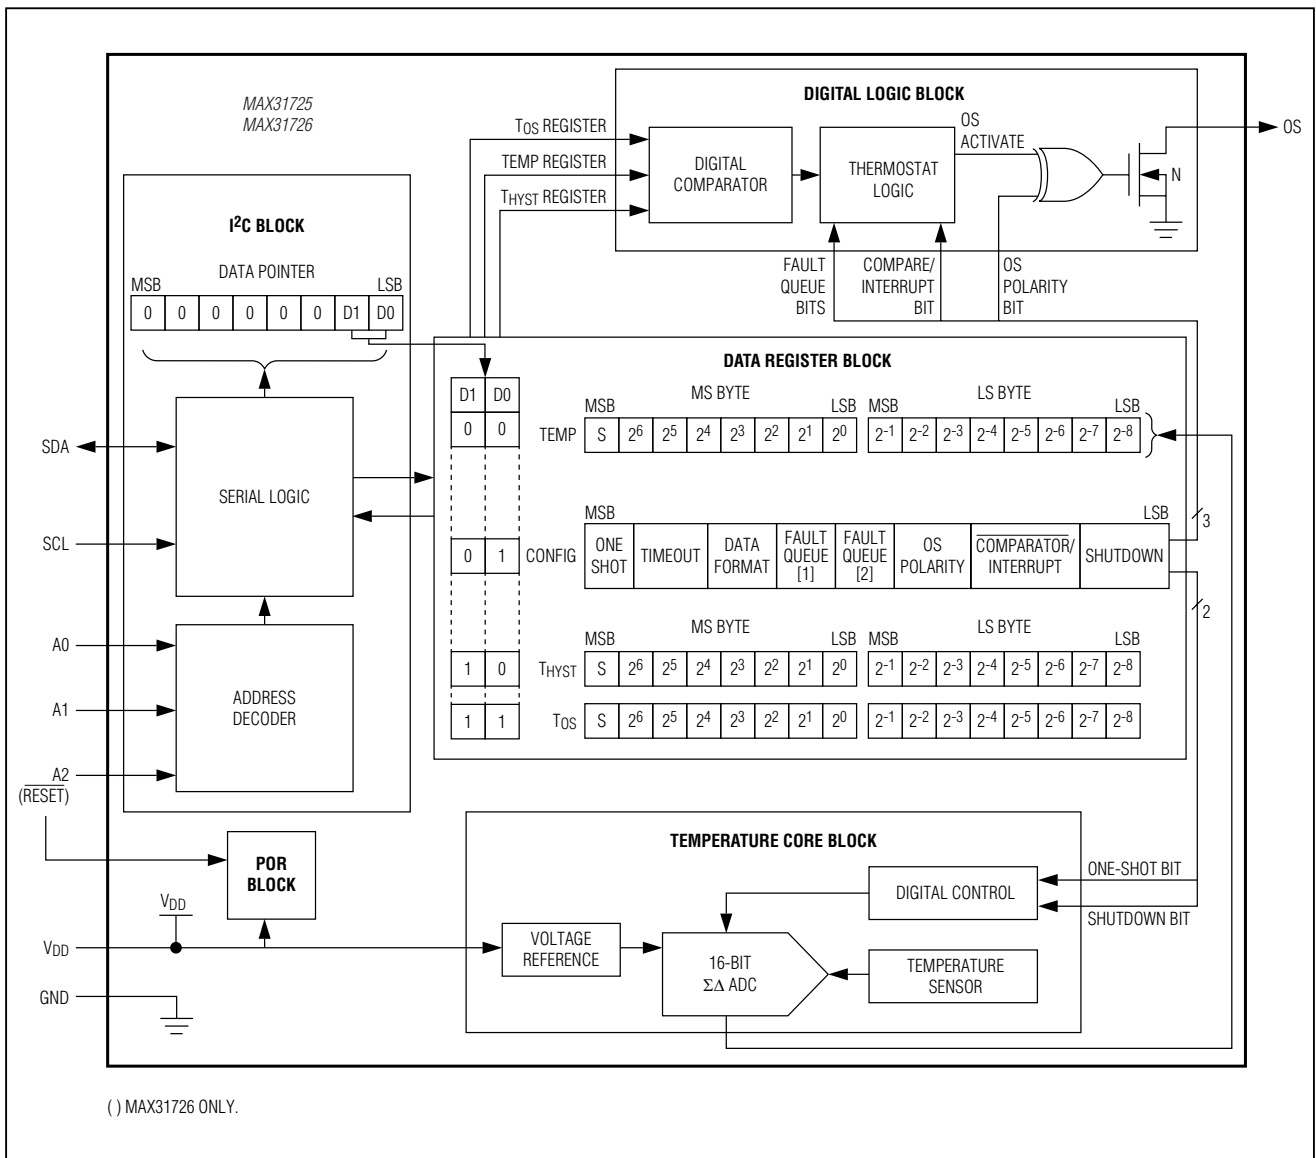 MAX31725
MAX31726
DIGITAL LOGIC BLOCK
TOS REGISTER
TEMP REGISTER
THYST REGISTER
DIGITAL
COMPARATOR
THERMOSTAT
LOGIC
OS
ACTIVATE
N
OS
FAULT
QUEUE
BITS
COMPARE/
INTERRUPT
BIT
OS
POLARITY
BIT
I2C BLOCK
DATA POINTER
MSB LSB
0 0 0 0 0 0 D1 D0
SERIAL LOGIC
ADDRESS
DECODER
SDA
SCL
A0
A1
A2
(RESET)
DATA REGISTER BLOCK
D1 D0
MS BYTE LS BYTE
MSB LSB MSB LSB
0 0 TEMP S 2^6 2^5 2^4 2^3 2^2 2^1 2^0 2^-1 2^-2 2^-3 2^-4 2^-5 2^-6 2^-7 2^-8
MSB LSB
0 1 CONFIG
ONE
SHOT
TIMEOUT
DATA
FORMAT
FAULT
QUEUE
[1]
FAULT
QUEUE
[2]
OS
POLARITY
COMPARATOR/
INTERRUPT
SHUTDOWN
3
2
MS BYTE LS BYTE
MSB LSB MSB LSB
1 0 THYST S 2^6 2^5 2^4 2^3 2^2 2^1 2^0 2^-1 2^-2 2^-3 2^-4 2^-5 2^-6 2^-7 2^-8
1 1 TOS S 2^6 2^5 2^4 2^3 2^2 2^1 2^0 2^-1 2^-2 2^-3 2^-4 2^-5 2^-6 2^-7 2^-8
POR
BLOCK
VDD
VDD
GND
TEMPERATURE CORE BLOCK
DIGITAL CONTROL
ONE-SHOT BIT
SHUTDOWN BIT
VOLTAGE
REFERENCE
16-BIT
ΣΔ ADC
TEMPERATURE
SENSOR
( ) MAX31726 ONLY.